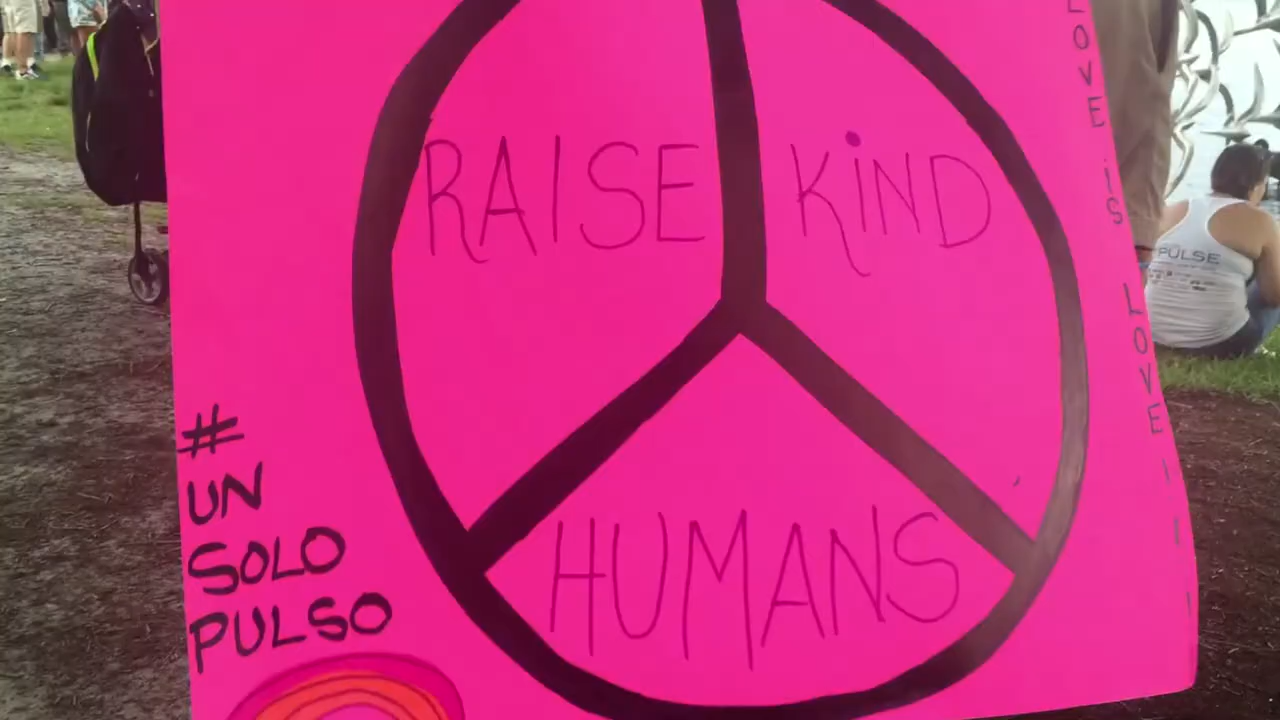 RAISE KIND
HUMANS
#
UN
SOLO
PULSO
LOVE iS LOVE
PULSE